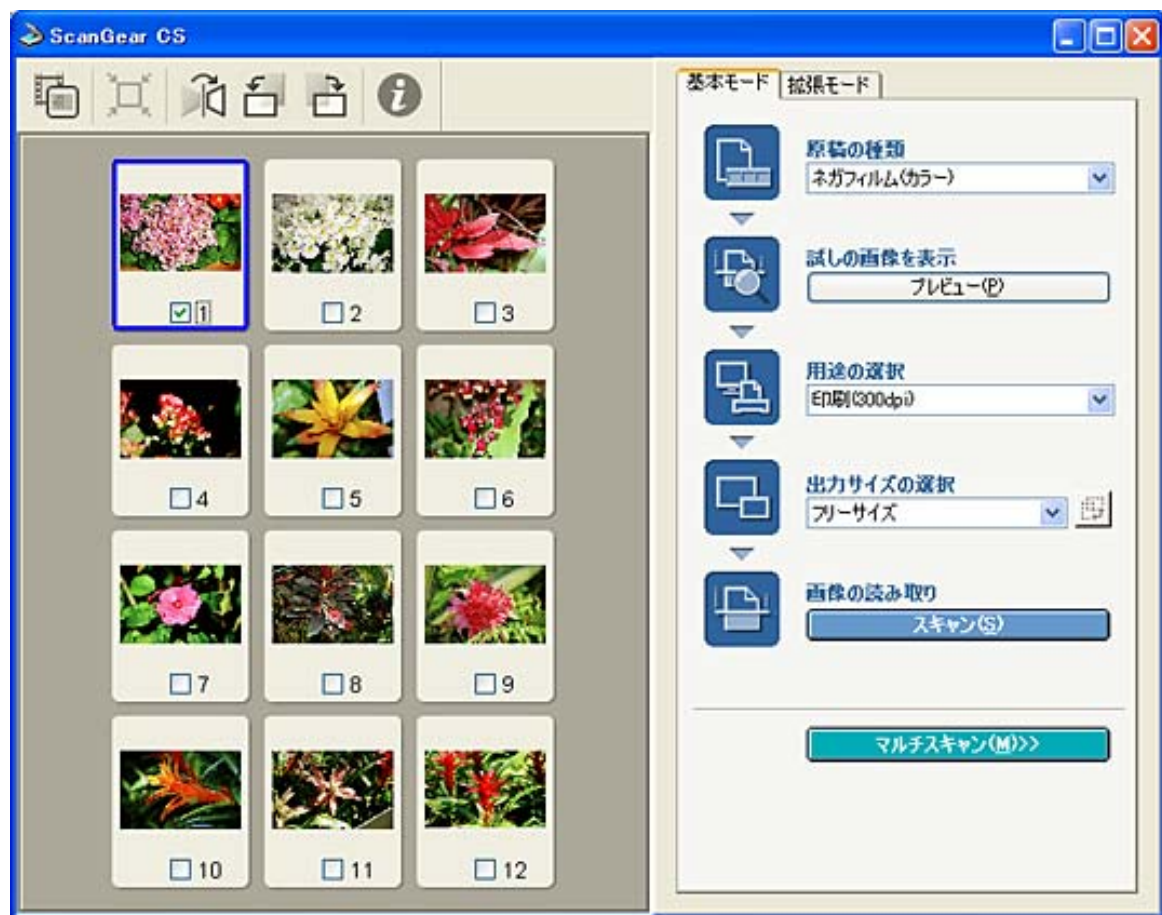 ScanGear CS
基本モード
拡張モード
原稿の種類
ネガフィルム(カラー)
試しの画像を表示
プレビュー(P)
用途の選択
印刷(300dpi)
出力サイズの選択
フリーサイズ
画像の読み取り
スキャン(S)
マルチスキャン(M)>>
1
2
3
4
5
6
7
8
9
10
11
12